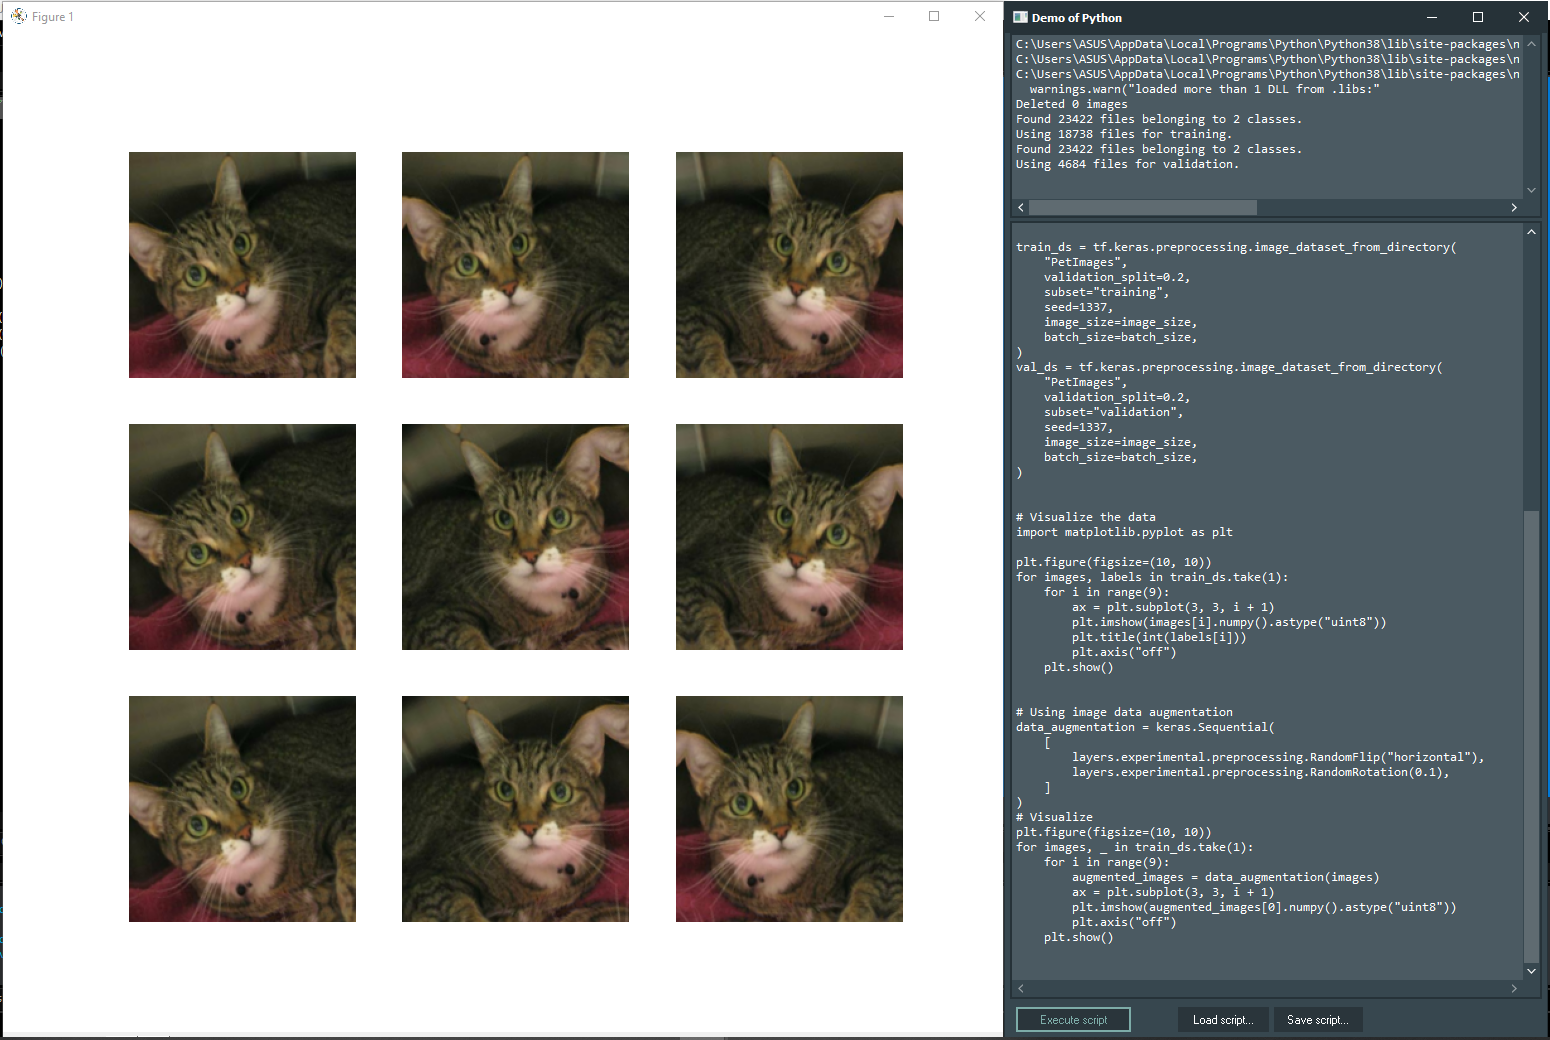 Figure 1
Demo of Python
C:\Users\ASUS\AppData\Local\Programs\Python\Python38\lib\site-packages\n
C:\Users\ASUS\AppData\Local\Programs\Python\Python38\lib\site-packages\n
C:\Users\ASUS\AppData\Local\Programs\Python\Python38\lib\site-packages\n
  warnings.warn("loaded more than 1 DLL from .libs:"
Deleted 0 images
Found 23422 files belonging to 2 classes.
Using 18738 files for training.
Found 23422 files belonging to 2 classes.
Using 4684 files for validation.
train_ds = tf.keras.preprocessing.image_dataset_from_directory(
    "PetImages",
    validation_split=0.2,
    subset="training",
    seed=1337,
    image_size=image_size,
    batch_size=batch_size,
)
val_ds = tf.keras.preprocessing.image_dataset_from_directory(
    "PetImages",
    validation_split=0.2,
    subset="validation",
    seed=1337,
    image_size=image_size,
    batch_size=batch_size,
)
# Visualize the data
import matplotlib.pyplot as plt
plt.figure(figsize=(10, 10))
for images, labels in train_ds.take(1):
    for i in range(9):
        ax = plt.subplot(3, 3, i + 1)
        plt.imshow(images[i].numpy().astype("uint8"))
        plt.title(int(labels[i]))
        plt.axis("off")
    plt.show()
# Using image data augmentation
data_augmentation = keras.Sequential(
    [
        layers.experimental.preprocessing.RandomFlip("horizontal"),
        layers.experimental.preprocessing.RandomRotation(0.1),
    ]
)
# Visualize
plt.figure(figsize=(10, 10))
for images, _ in train_ds.take(1):
    for i in range(9):
        augmented_images = data_augmentation(images)
        ax = plt.subplot(3, 3, i + 1)
        plt.imshow(augmented_images[0].numpy().astype("uint8"))
        plt.axis("off")
    plt.show()
Execute script
Load script...
Save script...